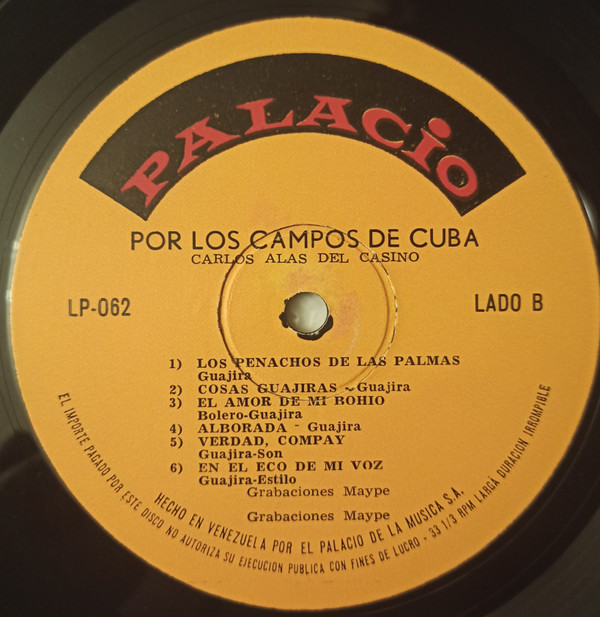 PALACIO
POR LOS CAMPOS DE CUBA
CARLOS ALAS DEL CASINO
LP-062
LADO B
1) LOS PENACHOS DE LAS PALMAS
Guajira
2) COSAS GUAJIRAS - Guajira
3) EL AMOR DE MI BOHIO
Bolero-Guajira
4) ALBORADA - Guajira
5) VERDAD, COMPAY
Guajira-Son
6) EN EL ECO DE MI VOZ
Guajira-Estilo
Grabaciones Maype
Grabaciones Maype
HECHO EN VENEZUELA POR EL PALACIO DE LA MUSICA S.A.
EL IMPORTE PAGADO POR ESTE DISCO NO AUTORIZA SU EJECUCION PUBLICA CON FINES DE LUCRO - 33 1/3 RPM LARGA DURACION IRROMPIBLE